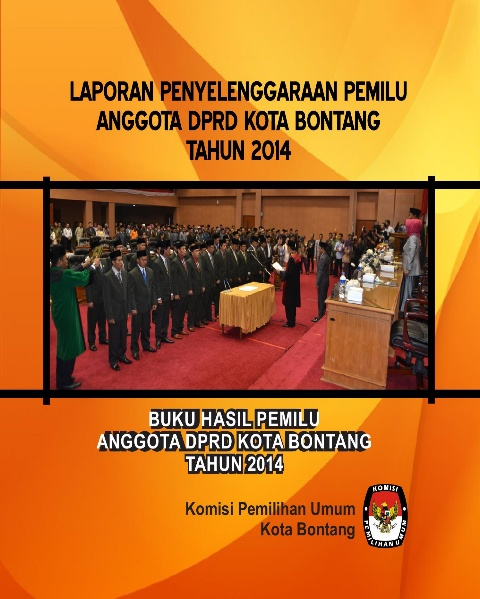 LAPORAN PENYELENGGARAAN PEMILU
ANGGOTA DPRD KOTA BONTANG
TAHUN 2014
BUKU HASIL PEMILU
ANGGOTA DPRD KOTA BONTANG
TAHUN 2014
Komisi Pemilihan Umum
Kota Bontang
KOMISI
PEMILIHAN UMUM